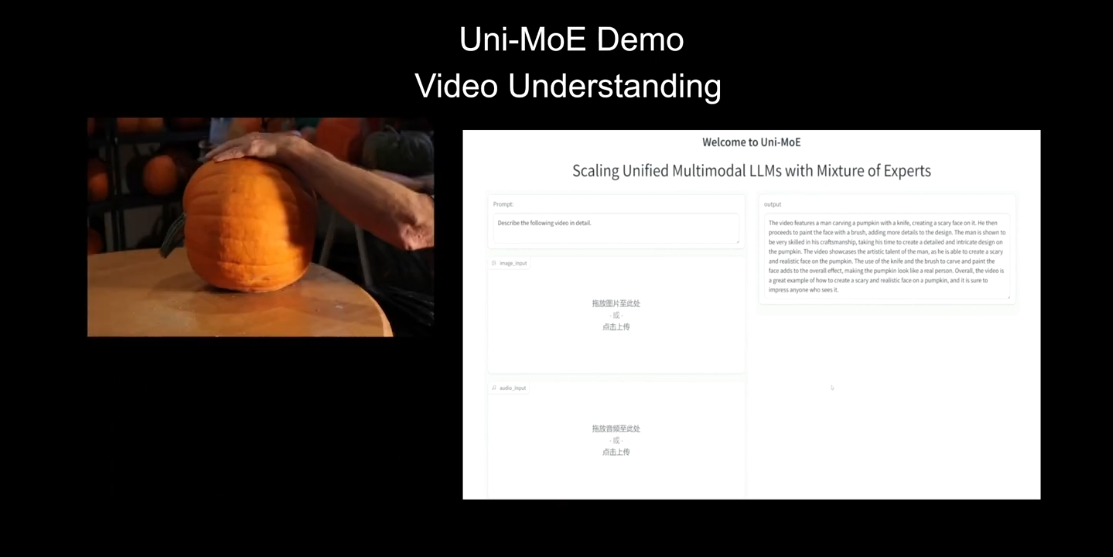 Uni-MoE Demo
Video Understanding
Welcome to Uni-MoE
Scaling Unified Multimodal LLMs with Mixture of Experts
Prompt:
Describe the following video in detail.
image_input
拖放图片至此处
- 或 -
点击上传
audio_input
拖放音频至此处
- 或 -
点击上传
output
The video features a man carving a pumpkin with a knife, creating a scary face on it. He then
proceeds to paint the face with a brush, adding more details to the design. The man is shown to
be very skilled in his craftsmanship, taking his time to create a detailed and intricate design on
the pumpkin. The video showcases the artistic talent of the man, as he is able to create a scary
and realistic face on the pumpkin. The use of the knife and the brush to carve and paint the
face adds to the overall effect, making the pumpkin look like a real person. Overall, the video is
a great example of how to create a scary and realistic face on a pumpkin, and it is sure to
impress anyone who sees it.